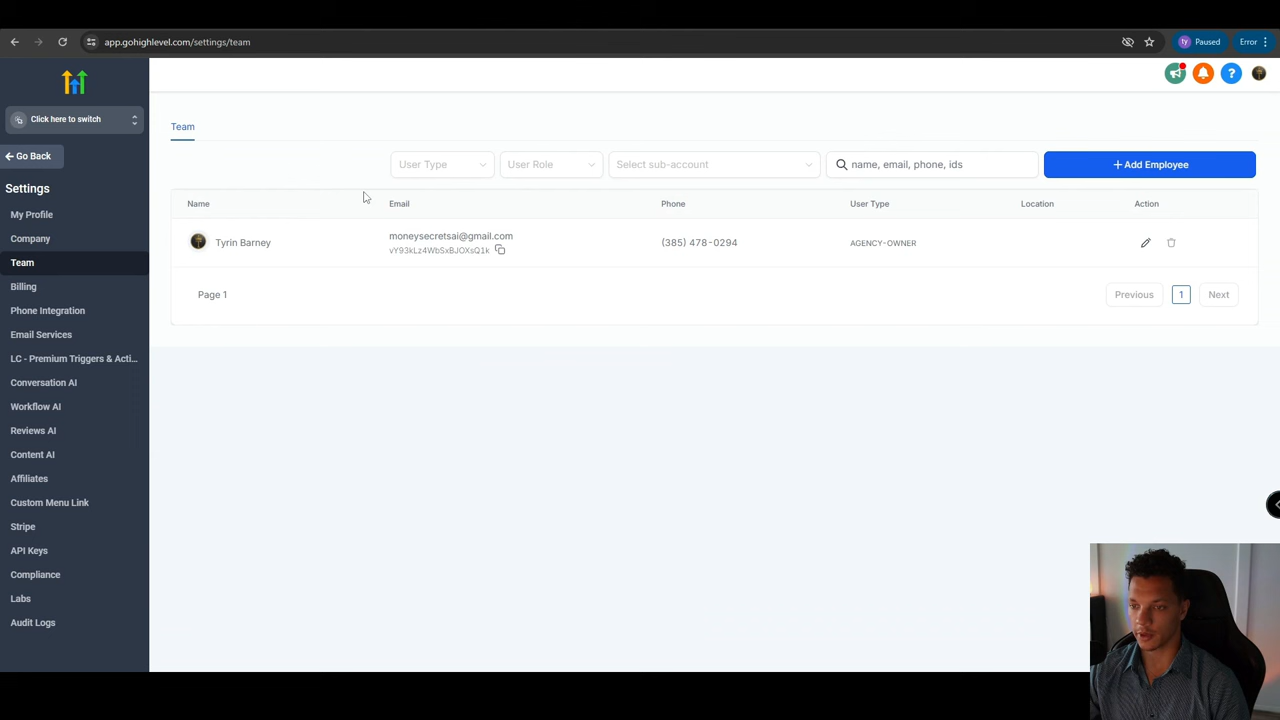 app.gohighlevel.com/settings/team
ty
Paused
Error
Click here to switch
Go Back
Settings
My Profile
Company
Team
Billing
Phone Integration
Email Services
LC - Premium Triggers & Acti...
Conversation AI
Workflow AI
Reviews AI
Content AI
Affiliates
Custom Menu Link
Stripe
API Keys
Compliance
Labs
Audit Logs
Team
User Type
User Role
Select sub-account
name, email, phone, ids
+ Add Employee
Name Email Phone User Type Location Action
Tyrin Barney moneysecretsai@gmail.com (385) 478-0294 AGENCY-OWNER
vY93kLz4WbSxBJOXsQ1k
Page 1 Previous 1 Next